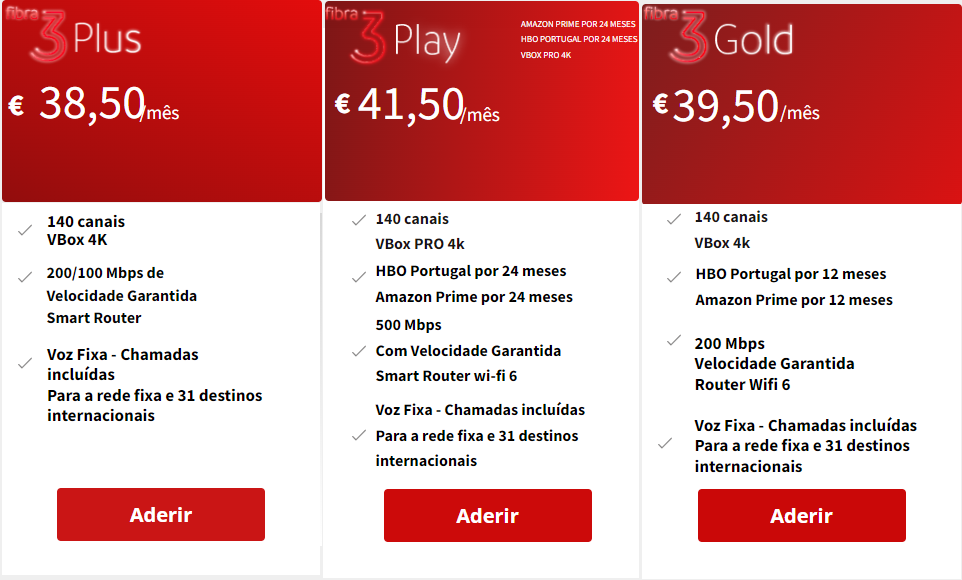 fibra
3 Plus
€ 38,50/mês
140 canais
VBox 4K
200/100 Mbps de
Velocidade Garantida
Smart Router
Voz Fixa - Chamadas
incluídas
Para a rede fixa e 31 destinos
internacionais
Aderir
fibra
3 Play
AMAZON PRIME POR 24 MESES
HBO PORTUGAL POR 24 MESES
VBOX PRO 4K
€ 41,50/mês
140 canais
VBox PRO 4k
HBO Portugal por 24 meses
Amazon Prime por 24 meses
500 Mbps
Com Velocidade Garantida
Smart Router wi-fi 6
Voz Fixa - Chamadas incluídas
Para a rede fixa e 31 destinos
internacionais
Aderir
fibra
3 Gold
€ 39,50/mês
140 canais
VBox 4k
HBO Portugal por 12 meses
Amazon Prime por 12 meses
200 Mbps
Velocidade Garantida
Router Wifi 6
Voz Fixa - Chamadas incluídas
Para a rede fixa e 31 destinos
internacionais
Aderir